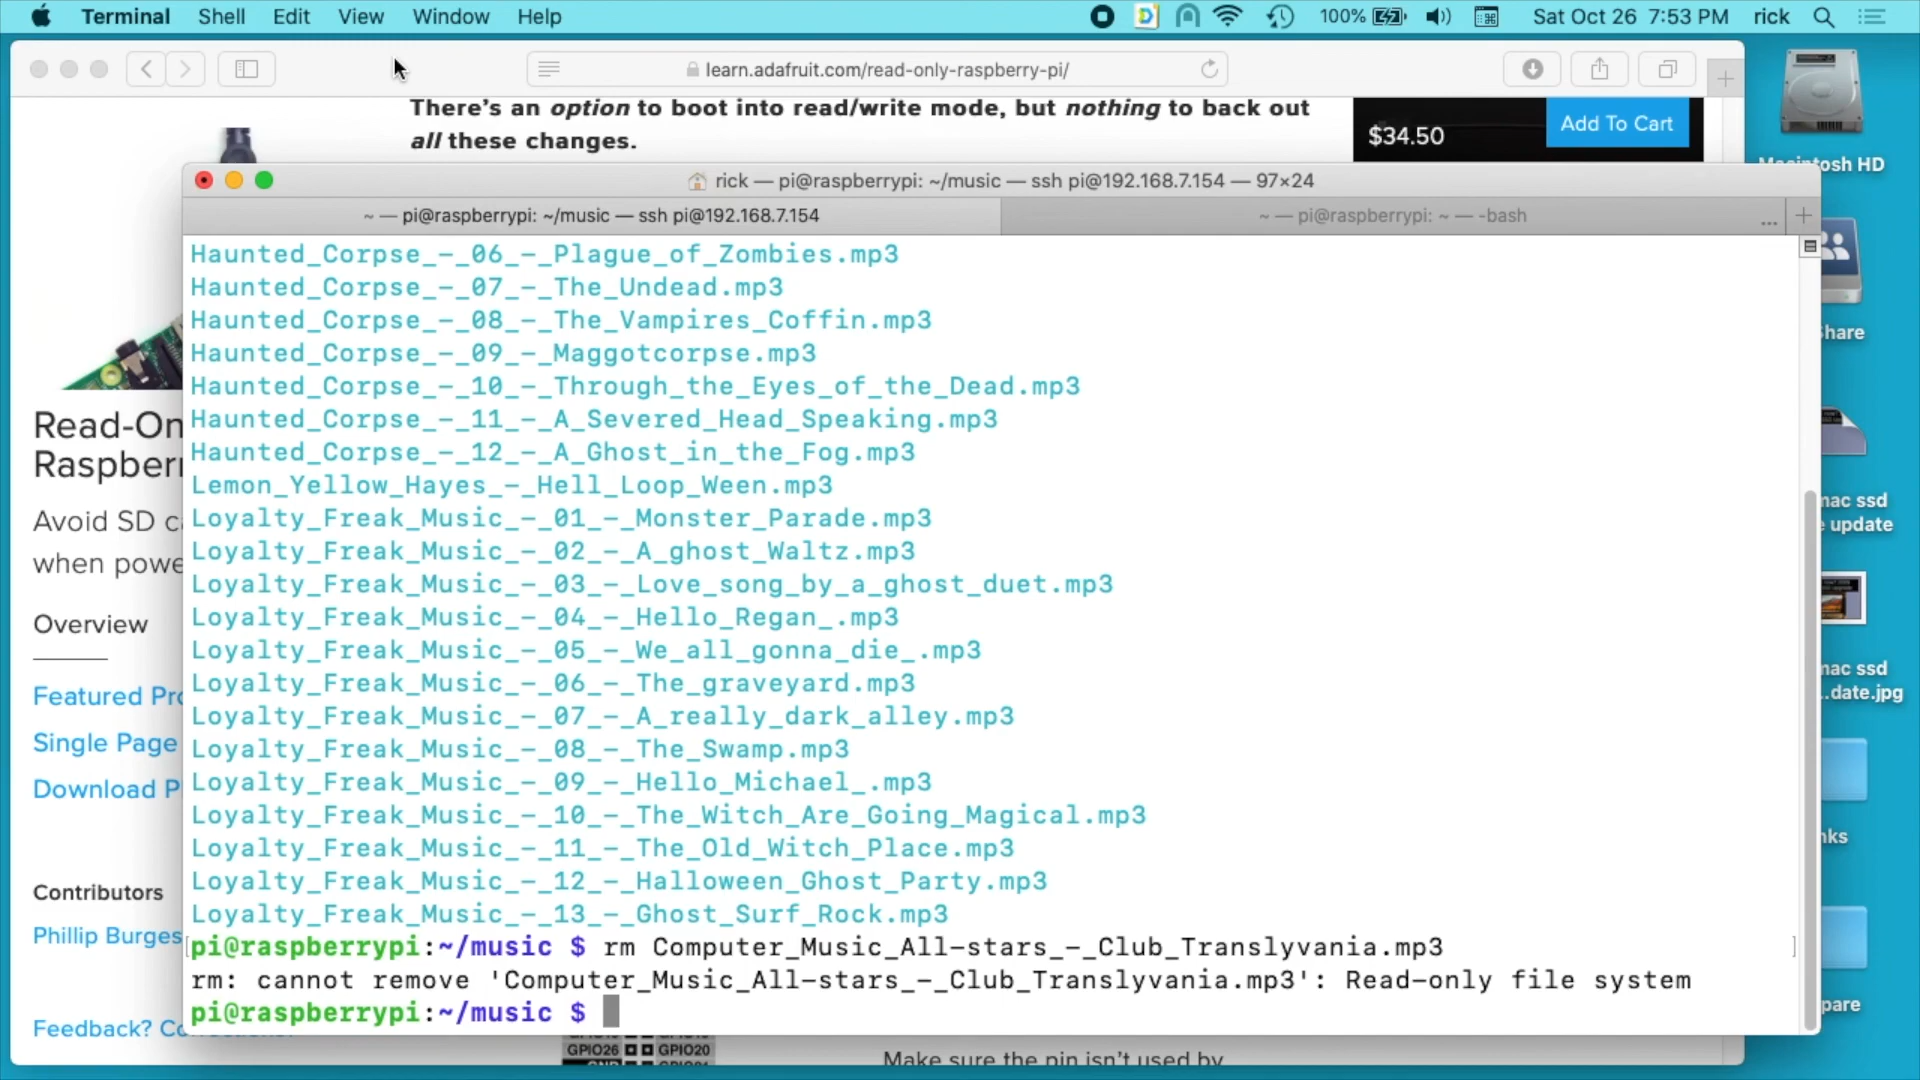 Terminal Shell Edit View Window Help 100% Sat Oct 26 7:53 PM rick
learn.adafruit.com/read-only-raspberry-pi/
There's an option to boot into read/write mode, but nothing to back out
all these changes.
$34.50 Add To Cart
Macintosh HD
rick — pi@raspberrypi: ~/music — ssh pi@192.168.7.154 — 97×24
~ — pi@raspberrypi: ~/music — ssh pi@192.168.7.154
~ — pi@raspberrypi: ~ — -bash ...
Haunted_Corpse_-_06_-_Plague_of_Zombies.mp3
Haunted_Corpse_-_07_-_The_Undead.mp3
Haunted_Corpse_-_08_-_The_Vampires_Coffin.mp3
Haunted_Corpse_-_09_-_Maggotcorpse.mp3
Haunted_Corpse_-_10_-_Through_the_Eyes_of_the_Dead.mp3
Haunted_Corpse_-_11_-_A_Severed_Head_Speaking.mp3
Haunted_Corpse_-_12_-_A_Ghost_in_the_Fog.mp3
Lemon_Yellow_Hayes_-_Hell_Loop_Ween.mp3
Loyalty_Freak_Music_-_01_-_Monster_Parade.mp3
Loyalty_Freak_Music_-_02_-_A_ghost_Waltz.mp3
Loyalty_Freak_Music_-_03_-_Love_song_by_a_ghost_duet.mp3
Loyalty_Freak_Music_-_04_-_Hello_Regan_.mp3
Loyalty_Freak_Music_-_05_-_We_all_gonna_die_.mp3
Loyalty_Freak_Music_-_06_-_The_graveyard.mp3
Loyalty_Freak_Music_-_07_-_A_really_dark_alley.mp3
Loyalty_Freak_Music_-_08_-_The_Swamp.mp3
Loyalty_Freak_Music_-_09_-_Hello_Michael_.mp3
Loyalty_Freak_Music_-_10_-_The_Witch_Are_Going_Magical.mp3
Loyalty_Freak_Music_-_11_-_The_Old_Witch_Place.mp3
Loyalty_Freak_Music_-_12_-_Halloween_Ghost_Party.mp3
Loyalty_Freak_Music_-_13_-_Ghost_Surf_Rock.mp3
pi@raspberrypi:~/music $ rm Computer_Music_All-stars_-_Club_Translyvania.mp3
rm: cannot remove 'Computer_Music_All-stars_-_Club_Translyvania.mp3': Read-only file system
pi@raspberrypi:~/music $
Read-On
Raspber
Avoid SD c
when powe
Overview
Featured Pro
Single Page
Download P
Contributors
Phillip Burges
Feedback? Co
GPIO26 GPIO20
Make sure the pin isn't used by
hare
mac ssd
e update
mac ssd
..date.jpg
nks
pare